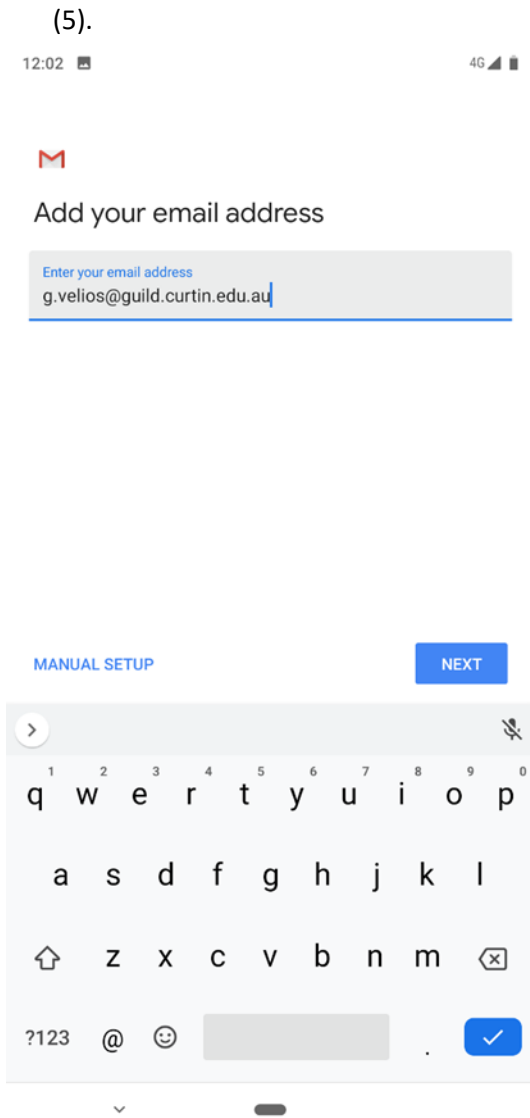 (5).
12:02 4G
Add your email address
Enter your email address
g.velios@guild.curtin.edu.au
MANUAL SETUP NEXT
1 2 3 4 5 6 7 8 9 0
q w e r t y u i o p
a s d f g h j k l
z x c v b n m
?123 @ .